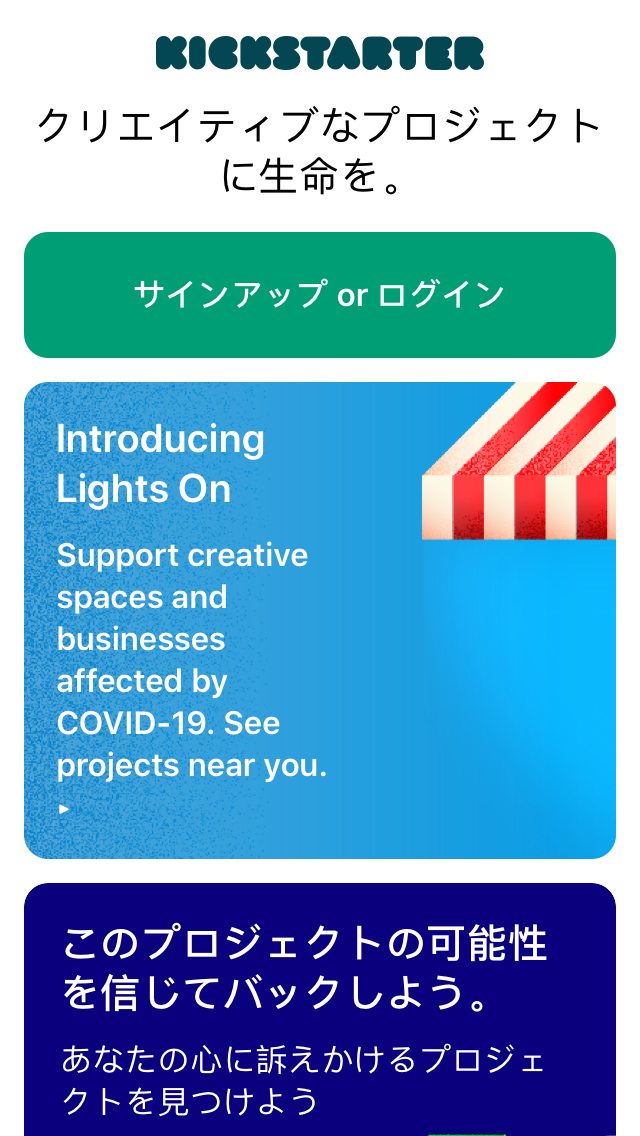 KICKSTARTER
クリエイティブなプロジェクト
に生命を。
サインアップ or ログイン
Introducing
Lights On
Support creative
spaces and
businesses
affected by
COVID-19. See
projects near you.
▸
このプロジェクトの可能性
を信じてバックしよう。
あなたの心に訴えかけるプロジェ
クトを見つけよう